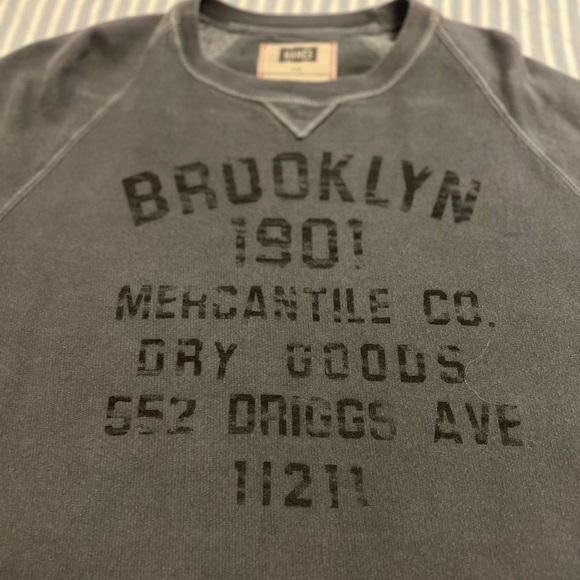 BROOKLYN
1901
MERCANTILE CO.
DRY GOODS
552 DRIGGS AVE.
11211